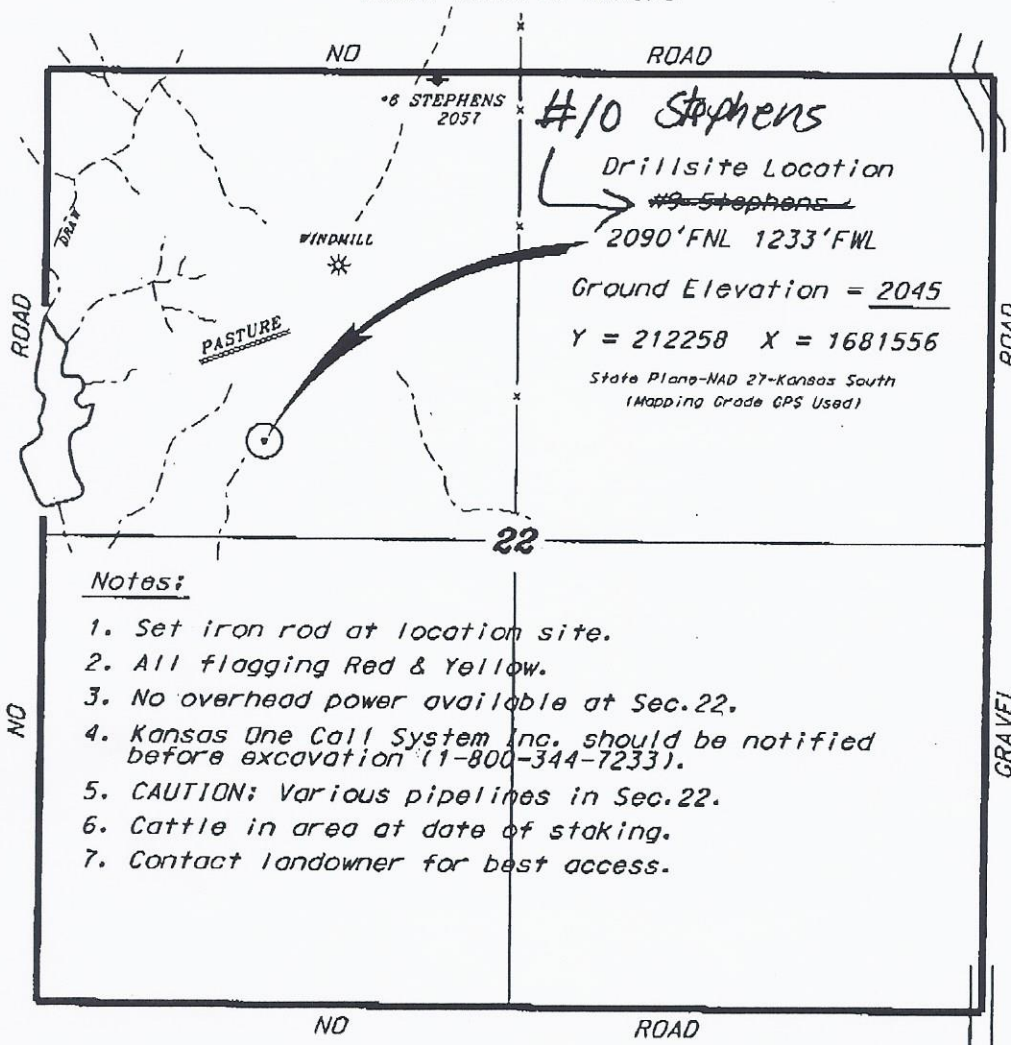 NO ROAD
*6 STEPHENS
2057
#10 Stephens
Drillsite Location
#9 Stephens
2090'FNL 1233'FWL
Ground Elevation = 2045
Y = 212258 X = 1681556
State Plane-NAD 27-Kansas South
(Mapping Grade GPS Used)
DRAW
WINDMILL
PASTURE
ROAD
ROAD
22
Notes:
1. Set iron rod at location site.
2. All flagging Red & Yellow.
3. No overhead power available at Sec.22.
4. Kansas One Call System Inc. should be notified
before excavation (1-800-344-7233).
5. CAUTION: Various pipelines in Sec.22.
6. Cattle in area at date of staking.
7. Contact landowner for best access.
NO
GRAVEL
NO ROAD